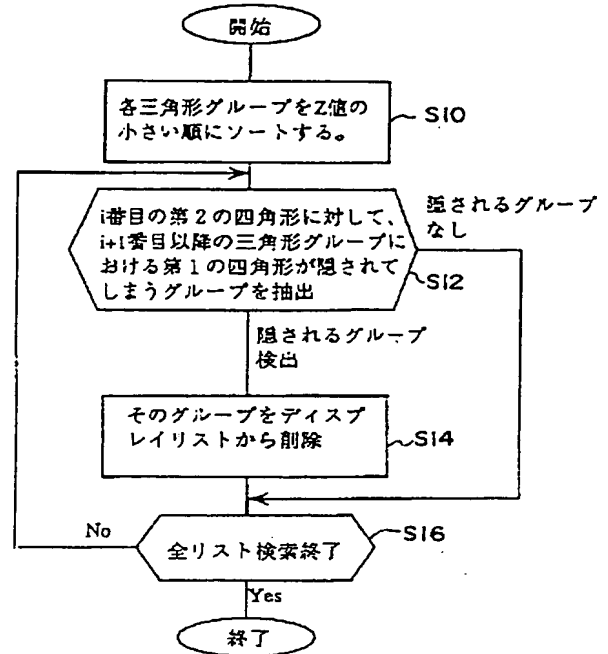 開始
各三角形グループをZ値の
小さい順にソートする。
S10
i番目の第2の四角形に対して、
i+1番目以降の三角形グループに
おける第1の四角形が隠されて
しまうグループを抽出
隠されるグループ
なし
S12
隠されるグループ
検出
そのグループをディスプ
レイリストから削除
S14
No
全リスト検索終了
S16
Yes
終了